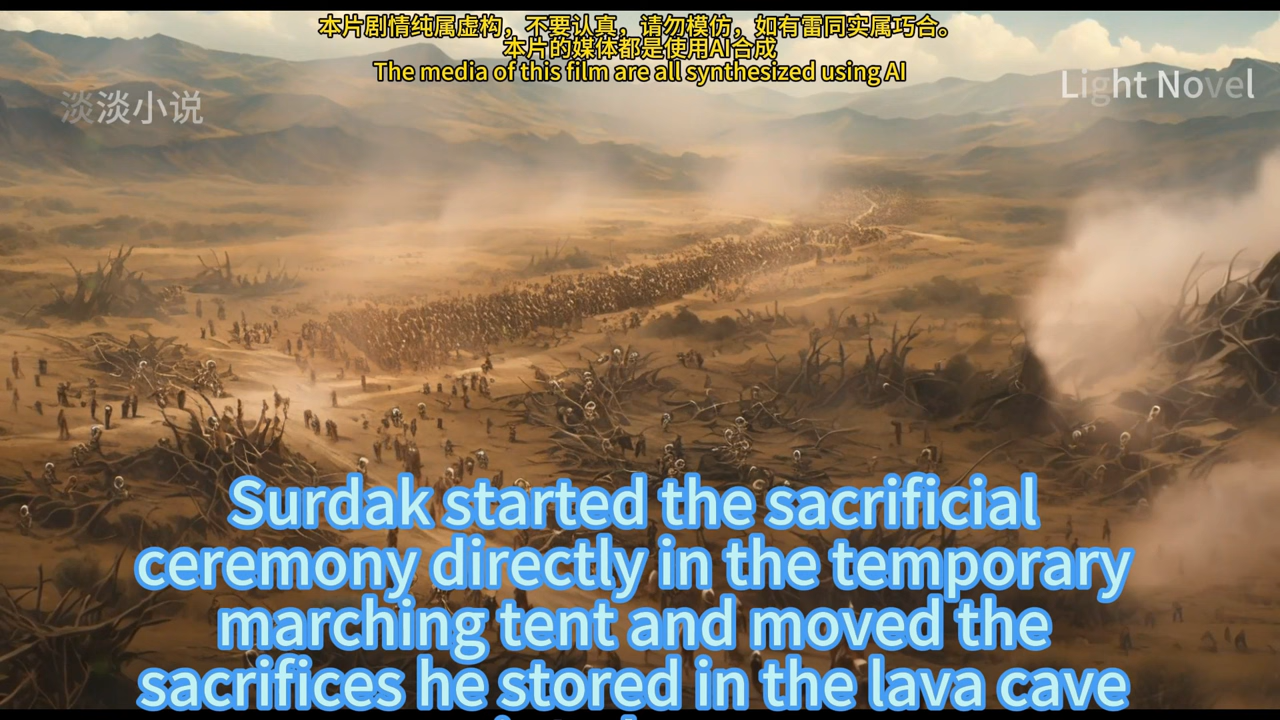 本片剧情纯属虚构，不要认真，请勿模仿，如有雷同实属巧合。
本片的媒体都是使用AI合成
The media of this film are all synthesized using AI
淡淡小说
Light Novel
Surdak started the sacrificial
ceremony directly in the temporary
marching tent and moved the
sacrifices he stored in the lava cave